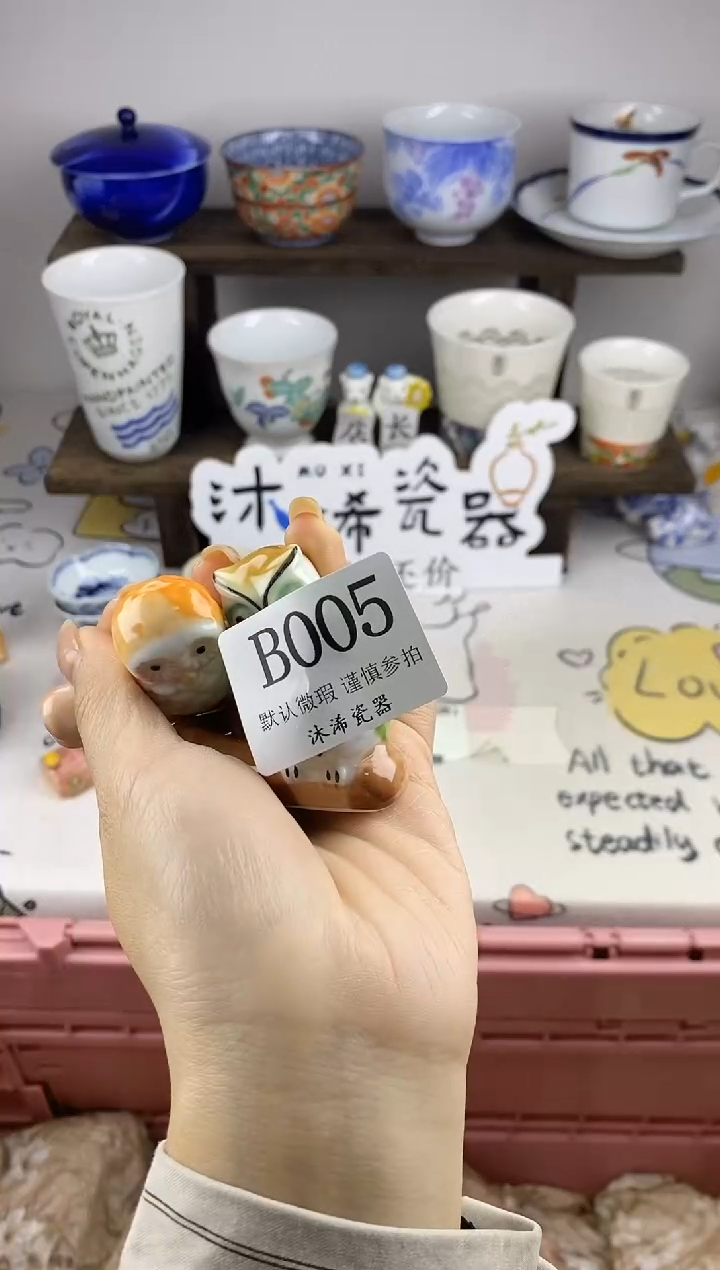 ROYAL
COPENHAGEN
HANDPAINTED
SINCE 1775
店长
MU XI
沐浠瓷器
B005
默认微瑕 谨慎参拍
沐浠瓷器
Lo
All that
expected
steadily